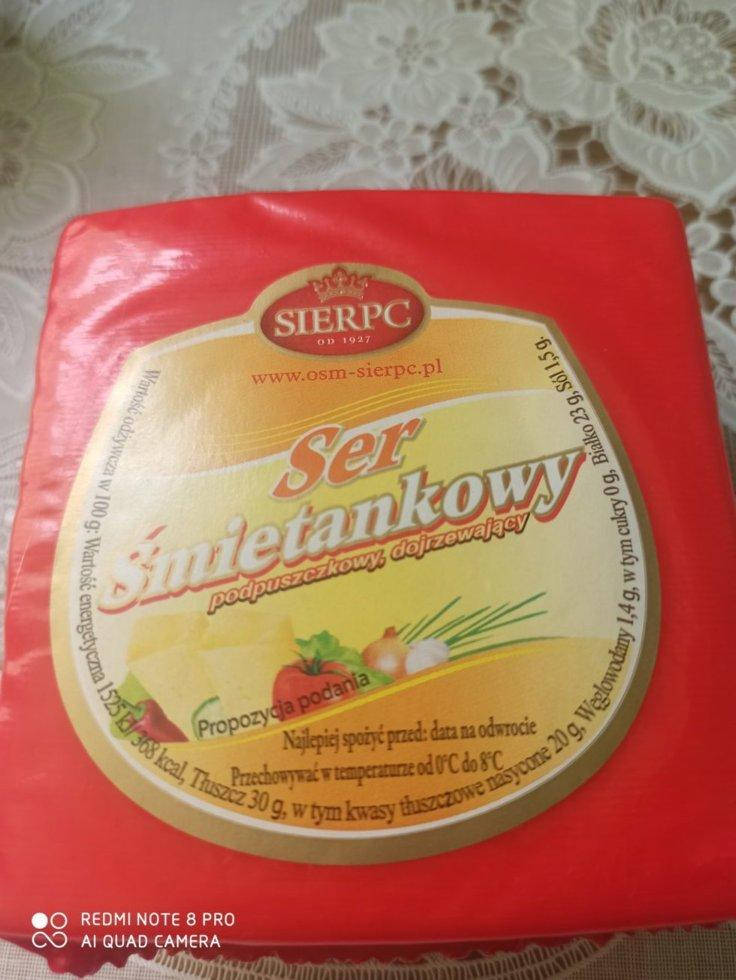 SIERPC
OD 1927
www.osm-sierpc.pl
Ser
Śmietankowy
podpuszczkowy, dojrzewający
Propozycja podania
Najlepiej spożyć przed: data na odwrocie
Przechowywać w temperaturze od 0°C do 8°C
Wartość odżywcza w 100 g: Wartość energetyczna 1525 kJ/ 368 kcal, Tłuszcz 30 g, w tym kwasy tłuszczowe nasycone 20 g, Węglowodany 1,4 g, w tym cukry 0 g, Białko 23 g, Sól 1,5 g.
REDMI NOTE 8 PRO
AI QUAD CAMERA